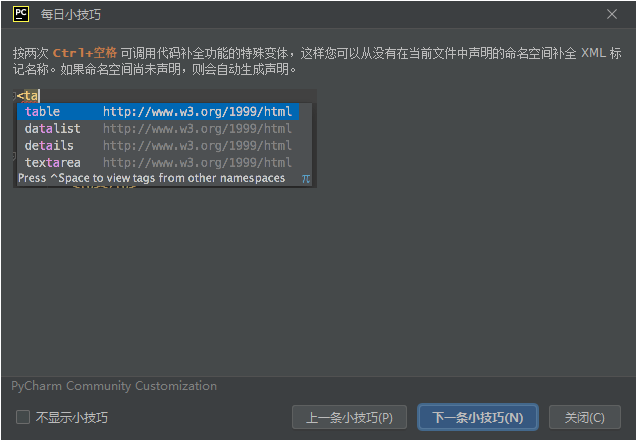 PC
每日小技巧
按两次 Ctrl+空格 可调用代码补全功能的特殊变体，这样您可以从没有在当前文件中声明的命名空间补全 XML 标
记名称。如果命名空间尚未声明，则会自动生成声明。
<ta
table http://www.w3.org/1999/html
datalist http://www.w3.org/1999/html
details http://www.w3.org/1999/html
textarea http://www.w3.org/1999/html
Press ^Space to view tags from other namespaces π
PyCharm Community Customization
不显示小技巧
上一条小技巧(P)
下一条小技巧(N)
关闭(C)